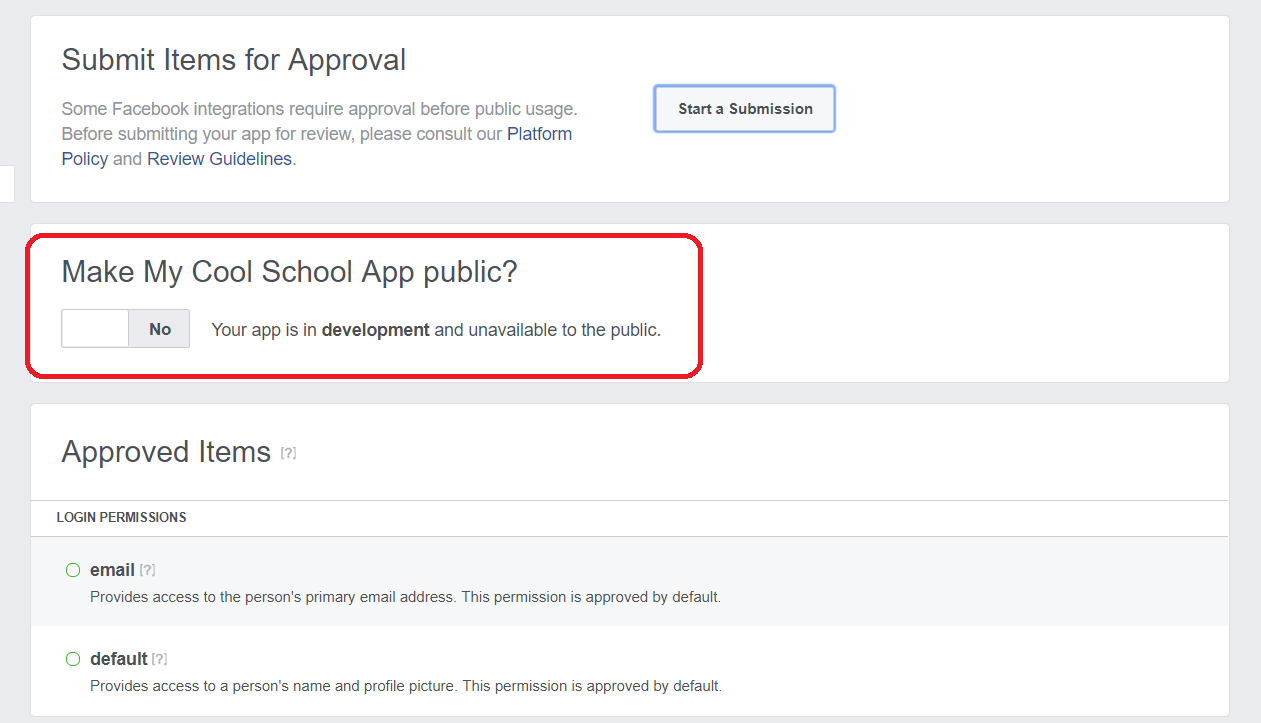 Submit Items for Approval
Some Facebook integrations require approval before public usage.
Before submitting your app for review, please consult our Platform
Policy and Review Guidelines.
Start a Submission
Make My Cool School App public?
No
Your app is in development and unavailable to the public.
Approved Items [?]
LOGIN PERMISSIONS
email [?]
Provides access to the person's primary email address. This permission is approved by default.
default [?]
Provides access to a person's name and profile picture. This permission is approved by default.